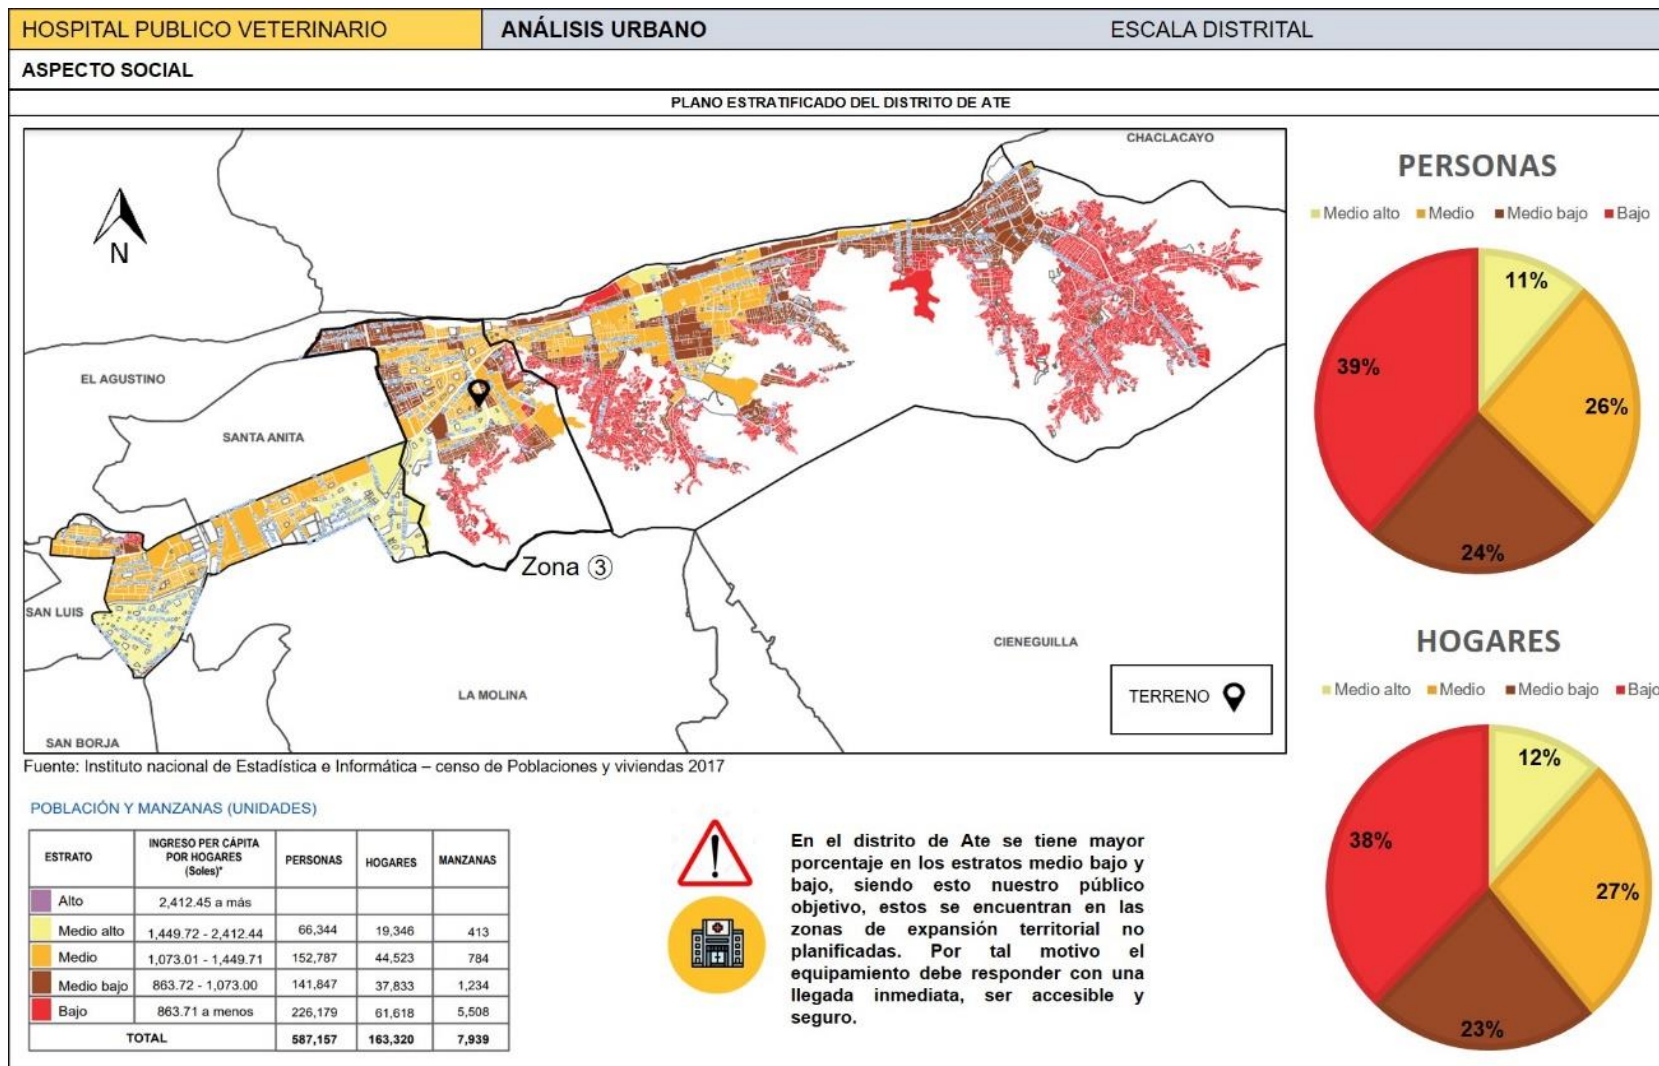 HOSPITAL PUBLICO VETERINARIO
ANÁLISIS URBANO
ESCALA DISTRITAL
ASPECTO SOCIAL
PLANO ESTRATIFICADO DEL DISTRITO DE ATE
CHACLACAYO
N
EL AGUSTINO
SANTA ANITA
Zona 3
SAN LUIS
CIENEGUILLA
LA MOLINA
SAN BORJA
TERRENO
Fuente: Instituto nacional de Estadística e Informática – censo de Poblaciones y viviendas 2017
PERSONAS
Medio alto Medio Medio bajo Bajo
11%
39%
26%
24%
HOGARES
Medio alto Medio Medio bajo Bajo
12%
38%
27%
23%
POBLACIÓN Y MANZANAS (UNIDADES)
ESTRATO
INGRESO PER CÁPITA
POR HOGARES
(Soles)*
PERSONAS
HOGARES
MANZANAS
Alto 2,412.45 a más
Medio alto 1,449.72 - 2,412.44 66,344 19,346 413
Medio 1,073.01 - 1,449.71 152,787 44,523 784
Medio bajo 863.72 - 1,073.00 141,847 37,833 1,234
Bajo 863.71 a menos 226,179 61,618 5,508
TOTAL 587,157 163,320 7,939
En el distrito de Ate se tiene mayor
porcentaje en los estratos medio bajo y
bajo, siendo esto nuestro público
objetivo, estos se encuentran en las
zonas de expansión territorial no
planificadas. Por tal motivo el
equipamiento debe responder con una
llegada inmediata, ser accesible y
seguro.